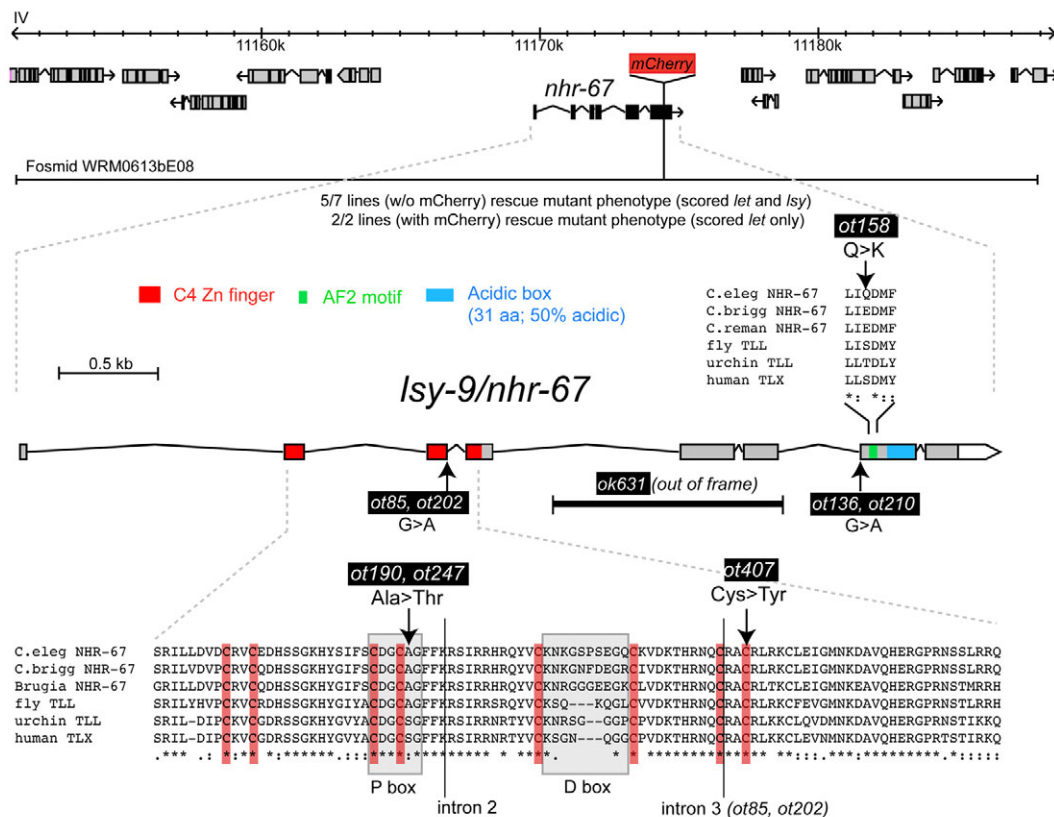 IV
11160k 11170k 11180k
mCherry
nhr-67
Fosmid WRM0613bE08
5/7 lines (w/o mCherry) rescue mutant phenotype (scored let and lsy)
2/2 lines (with mCherry) rescue mutant phenotype (scored let only)
ot158
Q>K
C4 Zn finger AF2 motif Acidic box
(31 aa; 50% acidic)
C.eleg NHR-67 LIQDMF
C.brigg NHR-67 LIEDMF
C.reman NHR-67 LIEDMF
fly TLL LISDMY
urchin TLL LLTDLY
human TLX LLSDMY
*: *::
0.5 kb
lsy-9/nhr-67
ot85, ot202
G>A
ok631 (out of frame)
ot136, ot210
G>A
ot190, ot247
Ala>Thr
ot407
Cys>Tyr
C.eleg NHR-67 SRILLDVDCRVCEDHSSGKHYSIFSCDGCAGFFKRSIRRHRQYVCKNKGSPSEGQCKVDKTHRNQCRACRLRKCLEIGMNKDAVQHERGPRNSSLRRQ
C.brigg NHR-67 SRILLDVDCRVCQDHSSGKHYSIFSCDGCAGFFKRSIRRHRQYVCKNKGNFDEGRCIVDKTHRNQCRACRLRKCLEIGMNKDAVQHERGPRNSSLRRQ
Brugia NHR-67 GRILLDVPCKVCQDHSSGKHYGIFSCDGCAGFFKRSIRRHRQYVCKNRGGGEEGKCLVDKTHRNQCRACRLTKCLEIGMNKEAVQHERGPRNSTMRRH
fly TLL SRILYHVPCKVCRDHSSGKHYGIYACDGCAGFFKRSIRRSRQYVCKSQ---KQGLCVVDKTHRNQCRACRLRKCFEVGMNKDAVQHERGPRNSTLRRH
urchin TLL SRIL-DIPCKVCGDRSSGKHYGVYACDGCSGFFKRSIRRNRTYVCKNRSG---GGPCPVDKTHRNQCRACRLKKCLQVDMNKDAVQHERGPRNSTIKKQ
human TLX SRIL-DIPCKVCGDRSSGKHYGVYACDGCSGFFKRSIRRNRTYVCKSGN---QGGCPVDKTHRNQCRACRLKKCLEVNMNKDAVQHERGPRTSTIRKQ
P box
intron 2
D box
intron 3 (ot85, ot202)